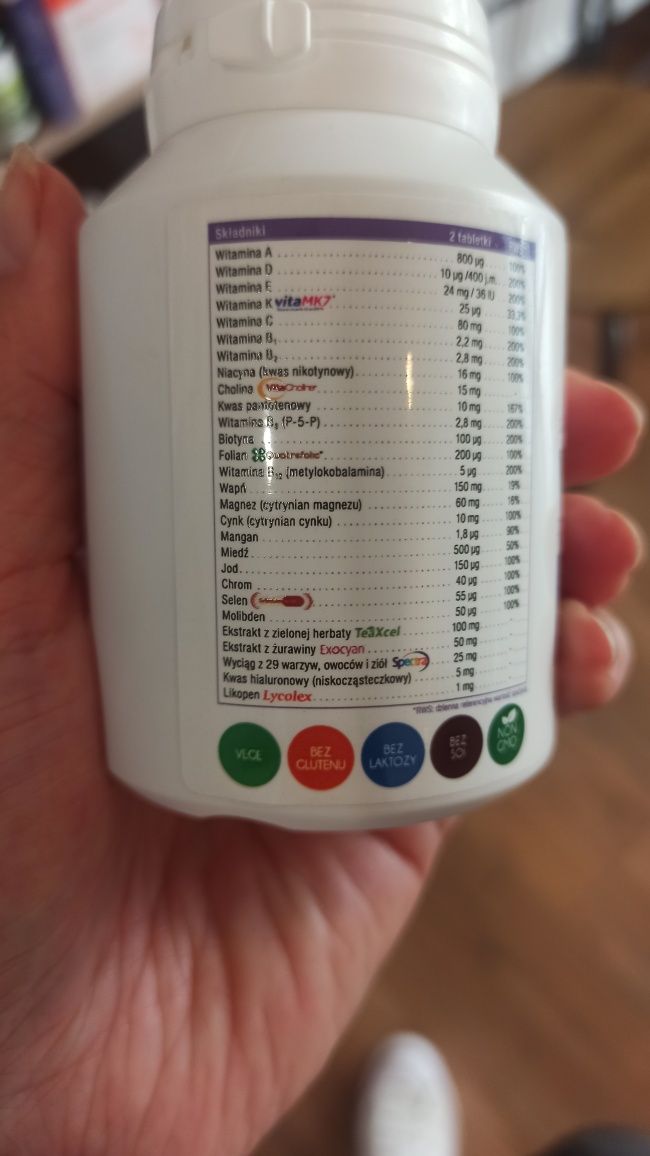 Składniki 2 tabletki RWS*
Witamina A 800 µg 100%
Witamina D 10 µg /400 j.m. 200%
Witamina E 24 mg / 36 IU 200%
Witamina K vitaMK7 25 µg 33,3%
Witamina C 80 mg 100%
Witamina B₁ 2,2 mg 200%
Witamina B₂ 2,8 mg 200%
Niacyna (kwas nikotynowy) 16 mg 100%
Cholina VitaCholine 15 mg -
Kwas pantotenowy 10 mg 167%
Witamina B₆ (P-5-P) 2,8 mg 200%
Biotyna 100 µg 200%
Folian Quatrefolic® 200 µg 100%
Witamina B₁₂ (metylokobalamina) 5 µg 200%
Wapń 150 mg 19%
Magnez (cytrynian magnezu) 60 mg 16%
Cynk (cytrynian cynku) 10 mg 100%
Mangan 1,8 µg 90%
Miedź 500 µg 50%
Jod 150 µg 100%
Chrom 40 µg 100%
Selen 55 µg 100%
Molibden 50 µg 100%
Ekstrakt z zielonej herbaty TeaXcel 100 mg -
Ekstrakt z żurawiny Exocyan 50 mg -
Wyciąg z 29 warzyw, owoców i ziół Spectra 25 mg -
Kwas hialuronowy (niskocząsteczkowy) 5 mg -
Likopen Lycolex 1 mg -
*RWS: dzienna referencyjna wartość spożycia
VEGE
BEZ GLUTENU
BEZ LAKTOZY
BEZ SOI
NON GMO